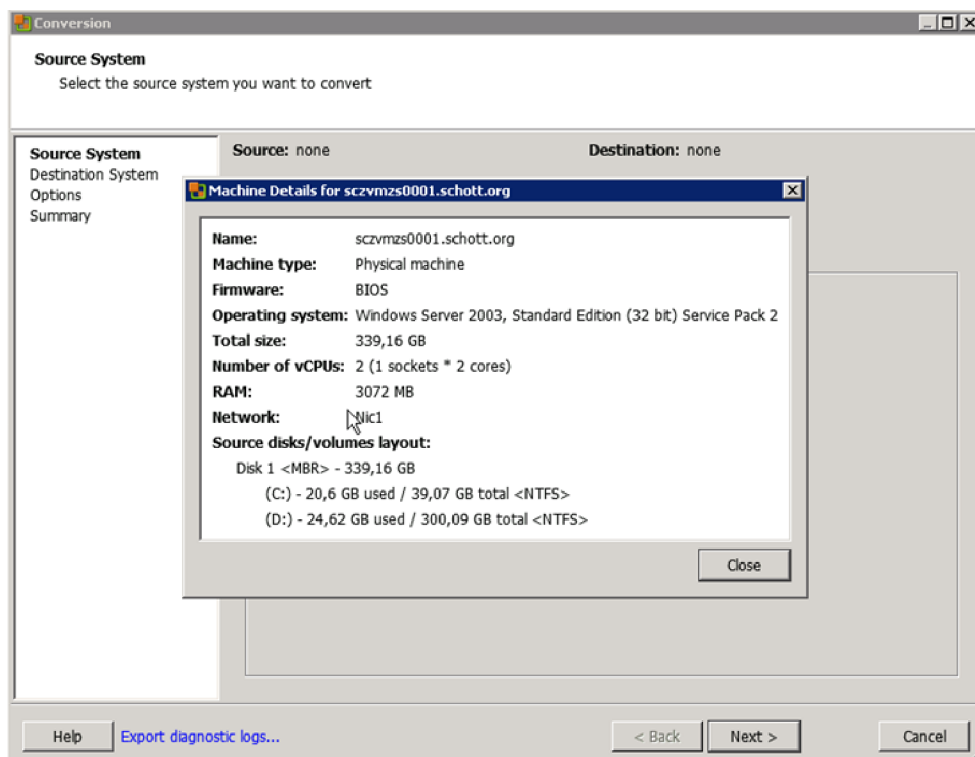 Conversion
Source System
Select the source system you want to convert
Source System
Destination System
Options
Summary
Source: none
Destination: none
Machine Details for sczvmzs0001.schott.org
Name: sczvmzs0001.schott.org
Machine type: Physical machine
Firmware: BIOS
Operating system: Windows Server 2003, Standard Edition (32 bit) Service Pack 2
Total size: 339,16 GB
Number of vCPUs: 2 (1 sockets * 2 cores)
RAM: 3072 MB
Network: Nic1
Source disks/volumes layout:
Disk 1 <MBR> - 339,16 GB
(C:) - 20,6 GB used / 39,07 GB total <NTFS>
(D:) - 24,62 GB used / 300,09 GB total <NTFS>
Close
Help
Export diagnostic logs...
< Back
Next >
Cancel